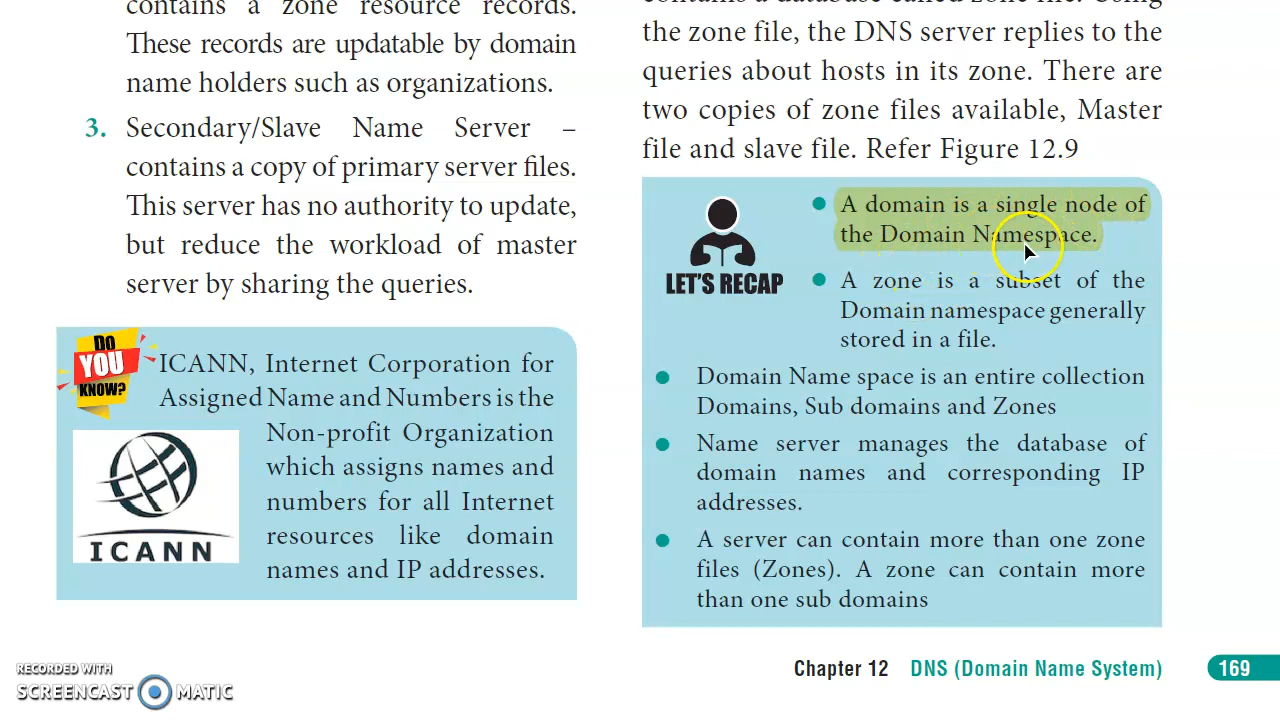 contains a zone resource records.
These records are updatable by domain
name holders such as organizations.
3. Secondary/Slave Name Server –
contains a copy of primary server files.
This server has no authority to update,
but reduce the workload of master
server by sharing the queries.
DO
YOU
KNOW?
ICANN, Internet Corporation for
Assigned Name and Numbers is the
Non-profit Organization
which assigns names and
numbers for all Internet
resources like domain
names and IP addresses.
ICANN
contains a database called zone file. Using
the zone file, the DNS server replies to the
queries about hosts in its zone. There are
two copies of zone files available, Master
file and slave file. Refer Figure 12.9
LET'S RECAP
● A domain is a single node of
the Domain Namespace.
● A zone is a subset of the
Domain namespace generally
stored in a file.
● Domain Name space is an entire collection
Domains, Sub domains and Zones
● Name server manages the database of
domain names and corresponding IP
addresses.
● A server can contain more than one zone
files (Zones). A zone can contain more
than one sub domains
Chapter 12 DNS (Domain Name System) 169
RECORDED WITH
SCREENCAST MATIC